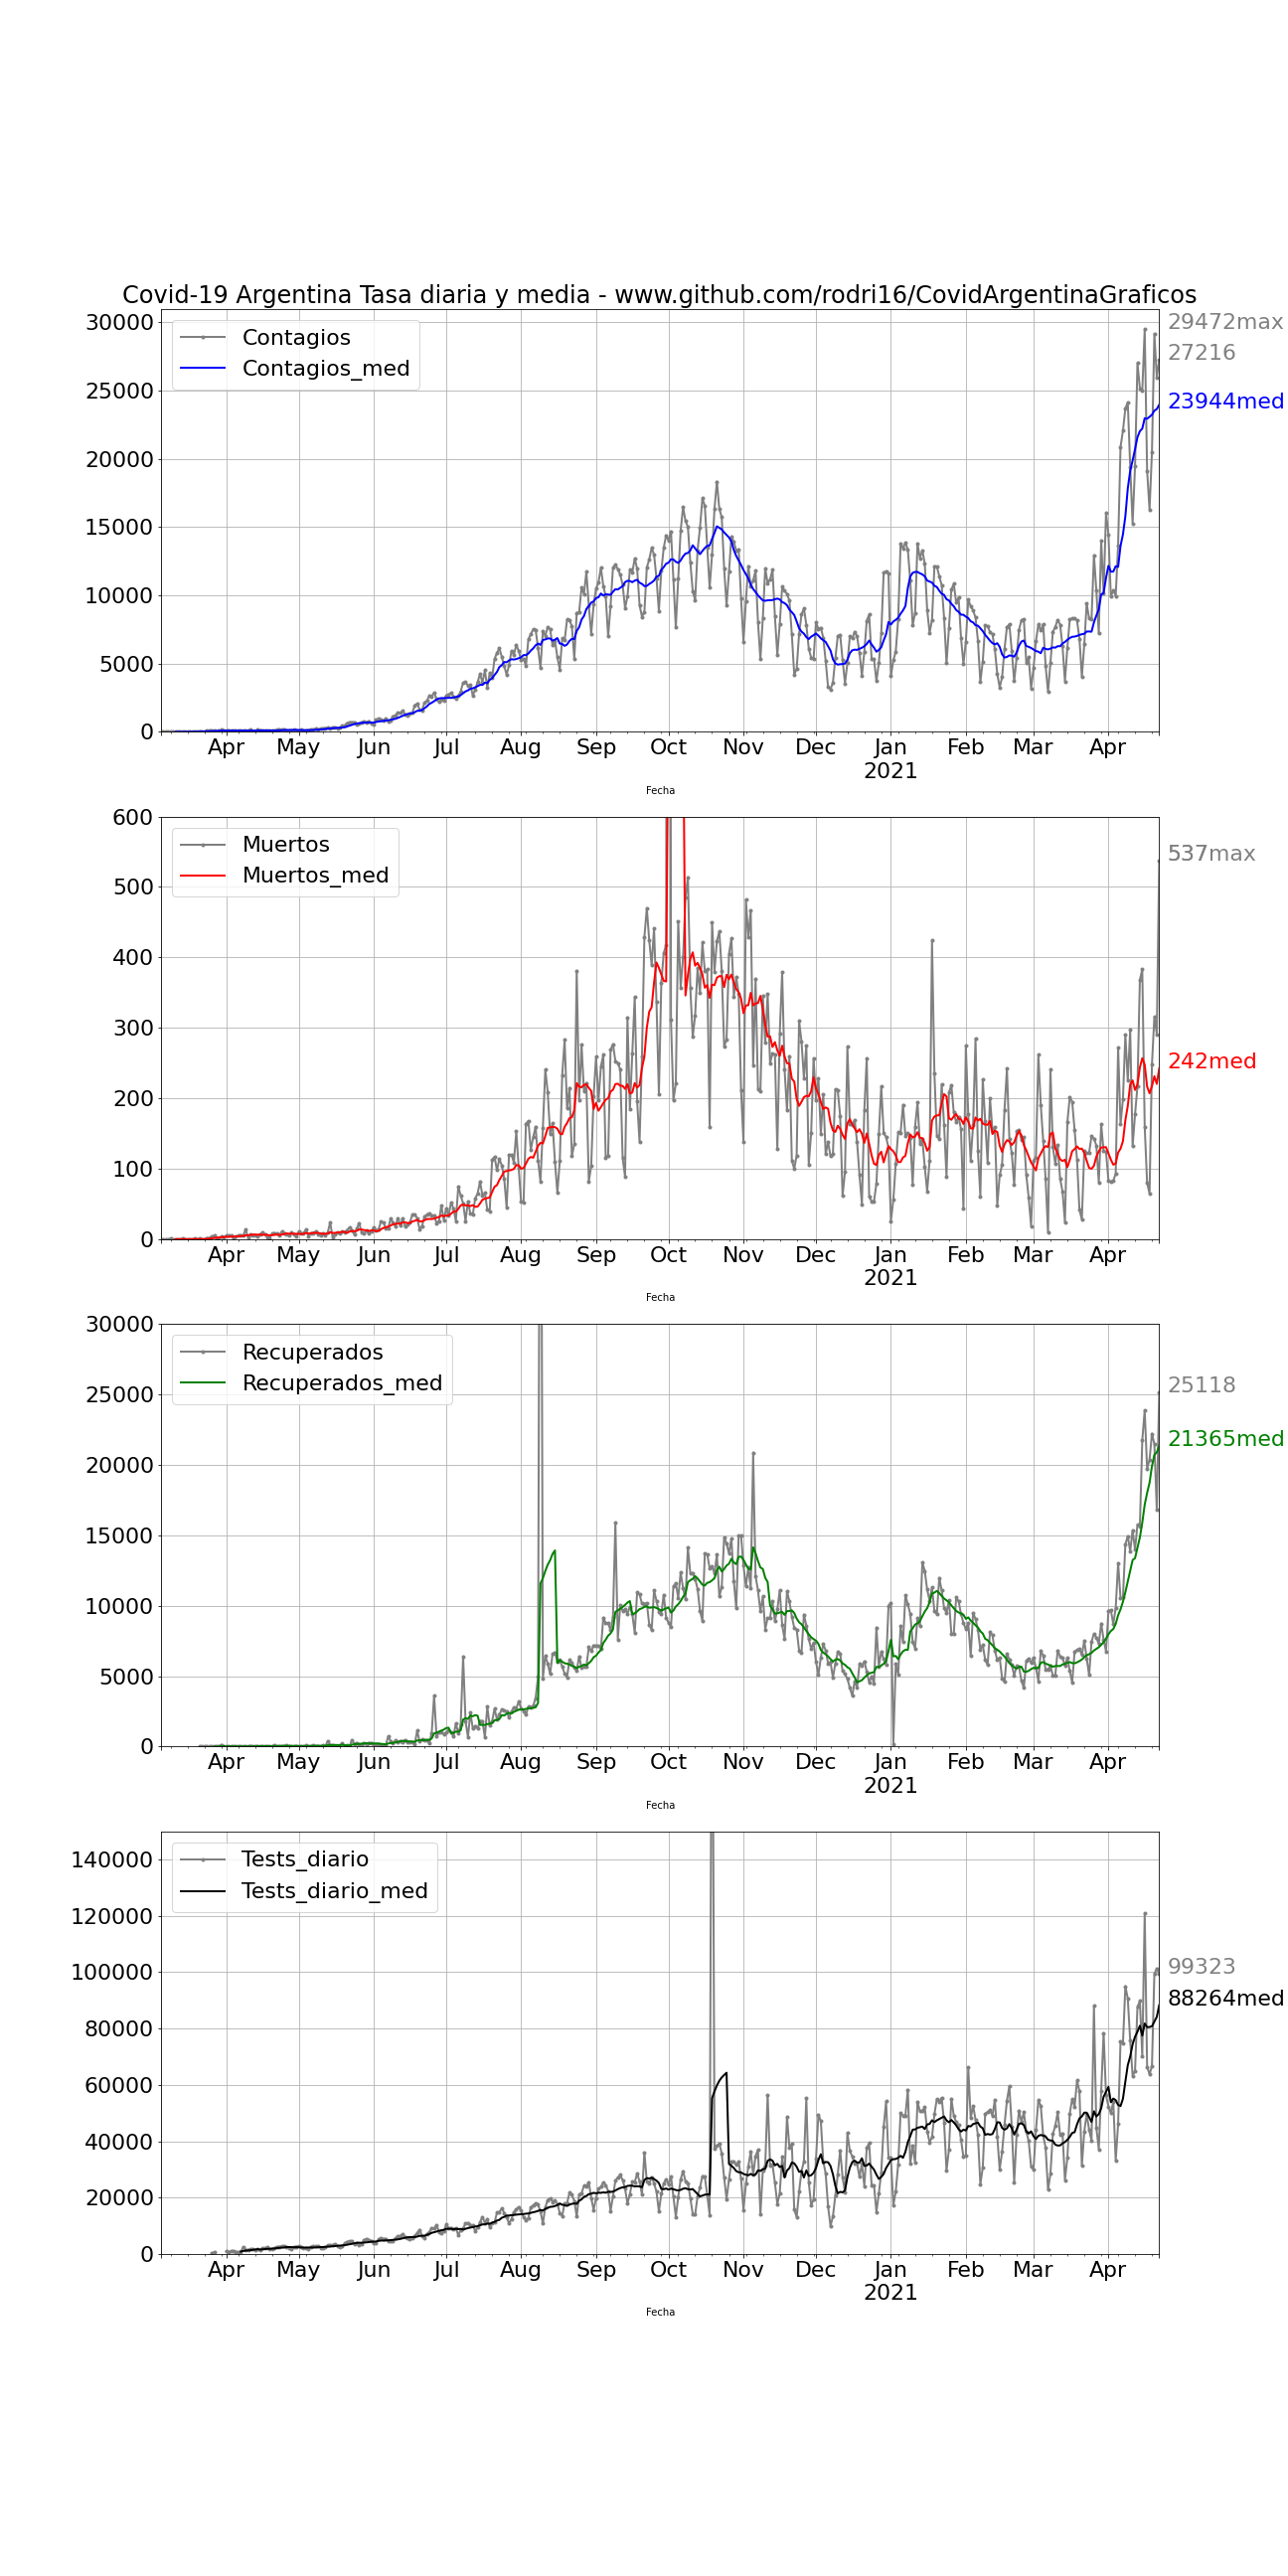 Covid-19 Argentina Tasa diaria y media - www.github.com/rodri16/CovidArgentinaGraficos
30000
25000
20000
15000
10000
5000
0
Contagios
Contagios_med
29472max
27216
23944med
Apr May Jun Jul Aug Sep Oct Nov Dec Jan Feb Mar Apr
2021
Fecha
600
500
400
300
200
100
0
Muertos
Muertos_med
537max
242med
Apr May Jun Jul Aug Sep Oct Nov Dec Jan Feb Mar Apr
2021
Fecha
30000
25000
20000
15000
10000
5000
0
Recuperados
Recuperados_med
25118
21365med
Apr May Jun Jul Aug Sep Oct Nov Dec Jan Feb Mar Apr
2021
Fecha
140000
120000
100000
80000
60000
40000
20000
0
Tests_diario
Tests_diario_med
99323
88264med
Apr May Jun Jul Aug Sep Oct Nov Dec Jan Feb Mar Apr
2021
Fecha